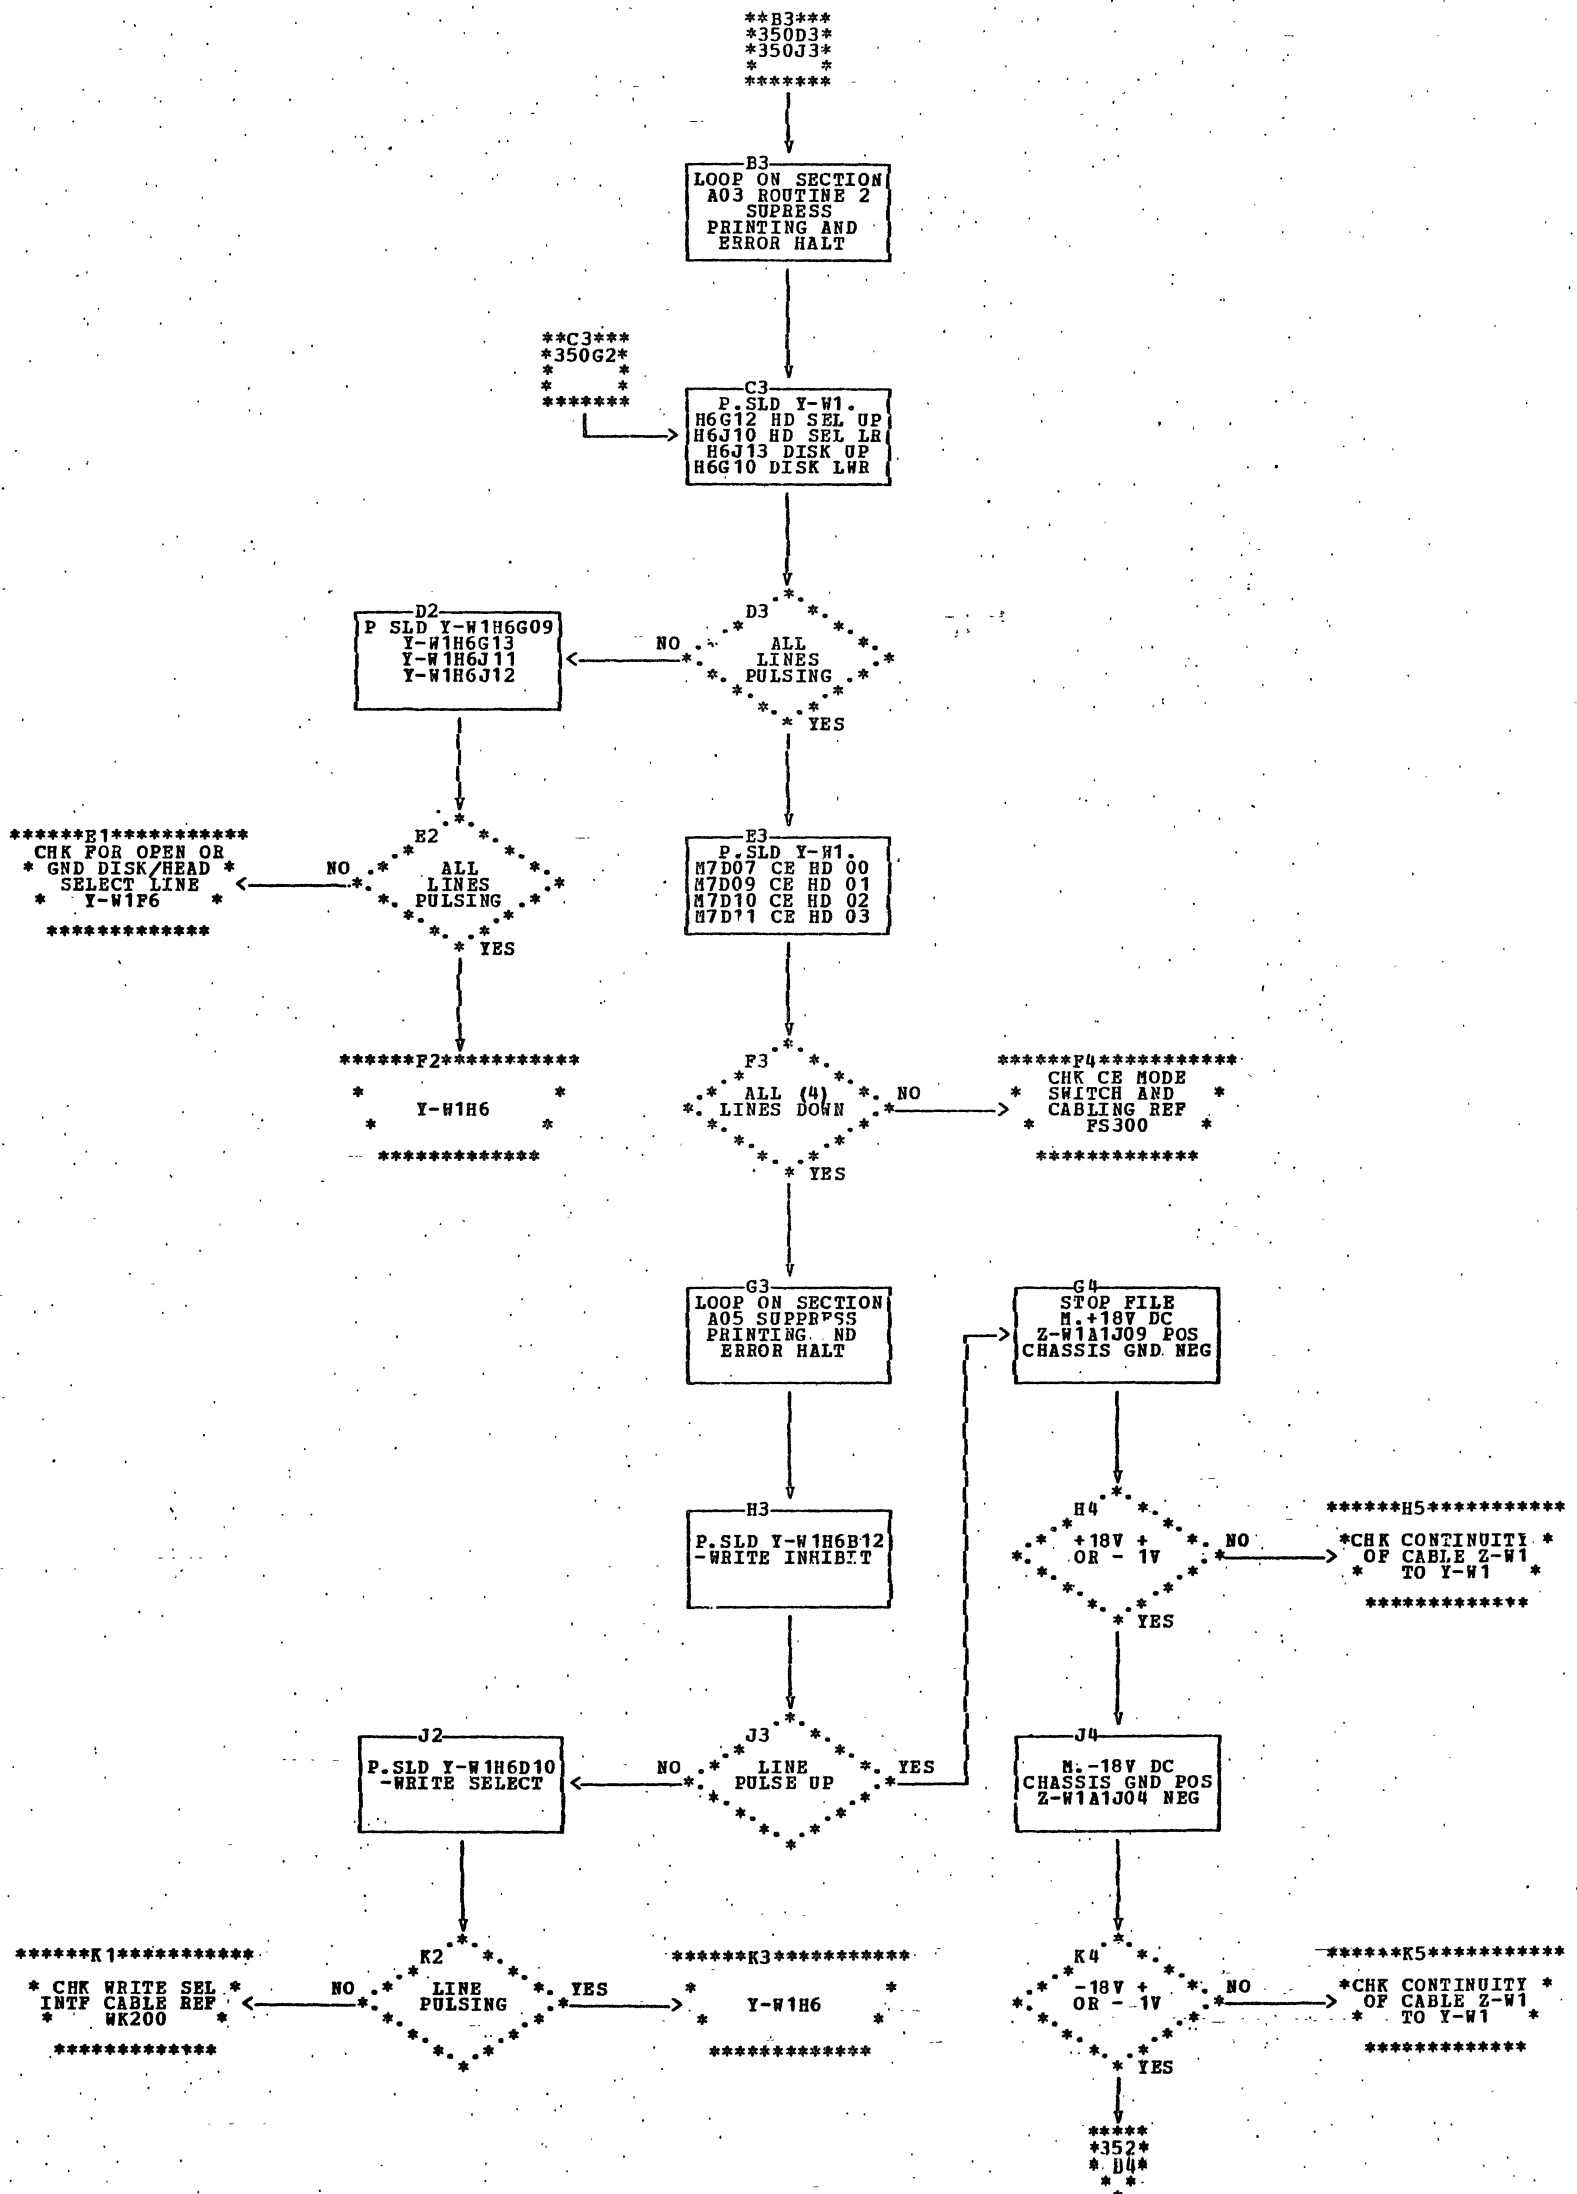 **B3***
*350D3*
*350J3*
* *
*******
B3
LOOP ON SECTION
A03 ROUTINE 2
SUPRESS
PRINTING AND
ERROR HALT
**C3***
*350G2*
* *
* *
*******
C3
P.SLD Y-W1.
H6G12 HD SEL UP
H6J10 HD SEL LR
H6J13 DISK UP
H6G10 DISK LWR
D3
ALL
LINES
PULSING
NO
YES
D2
P SLD Y-W1H6G09
Y-W1H6G13
Y-W1H6J11
Y-W1H6J12
E2
ALL
LINES
PULSING
NO
YES
******E1***********
CHK FOR OPEN OR
* GND DISK/HEAD *
SELECT LINE
* Y-W1F6 *
*************
E3
P.SLD Y-W1.
M7D07 CE HD 00
M7D09 CE HD 01
M7D10 CE HD 02
M7D11 CE HD 03
******F2***********
* *
Y-W1H6
* *
*************
F3
ALL (4)
LINES DOWN
NO
YES
******F4***********
CHK CE MODE
* SWITCH AND *
CABLING REF
* FS300 *
*************
G3
LOOP ON SECTION
A05 SUPPRESS
PRINTING ND
ERROR HALT
G4
STOP FILE
M.+18V DC
Z-W1A1J09 POS
CHASSIS GND NEG
H3
P.SLD Y-W1H6B12
-WRITE INHIBIT
H4
+18V +
OR - 1V
NO
YES
******H5***********
*CHK CONTINUITY *
OF CABLE Z-W1
* TO Y-W1 *
*************
J2
P.SLD Y-W1H6D10
-WRITE SELECT
J3
LINE
PULSE UP
NO
YES
J4
M.-18V DC
CHASSIS GND POS
Z-W1A1J04 NEG
******K1***********
* CHK WRITE SEL *
INTF CABLE REF
* WK200 *
*************
K2
LINE
PULSING
NO
YES
******K3***********
* *
Y-W1H6
* *
*************
K4
-18V +
OR - 1V
NO
YES
******K5***********
*CHK CONTINUITY *
OF CABLE Z-W1
* TO Y-W1 *
*************
*****
*352*
* D4*
* *
*